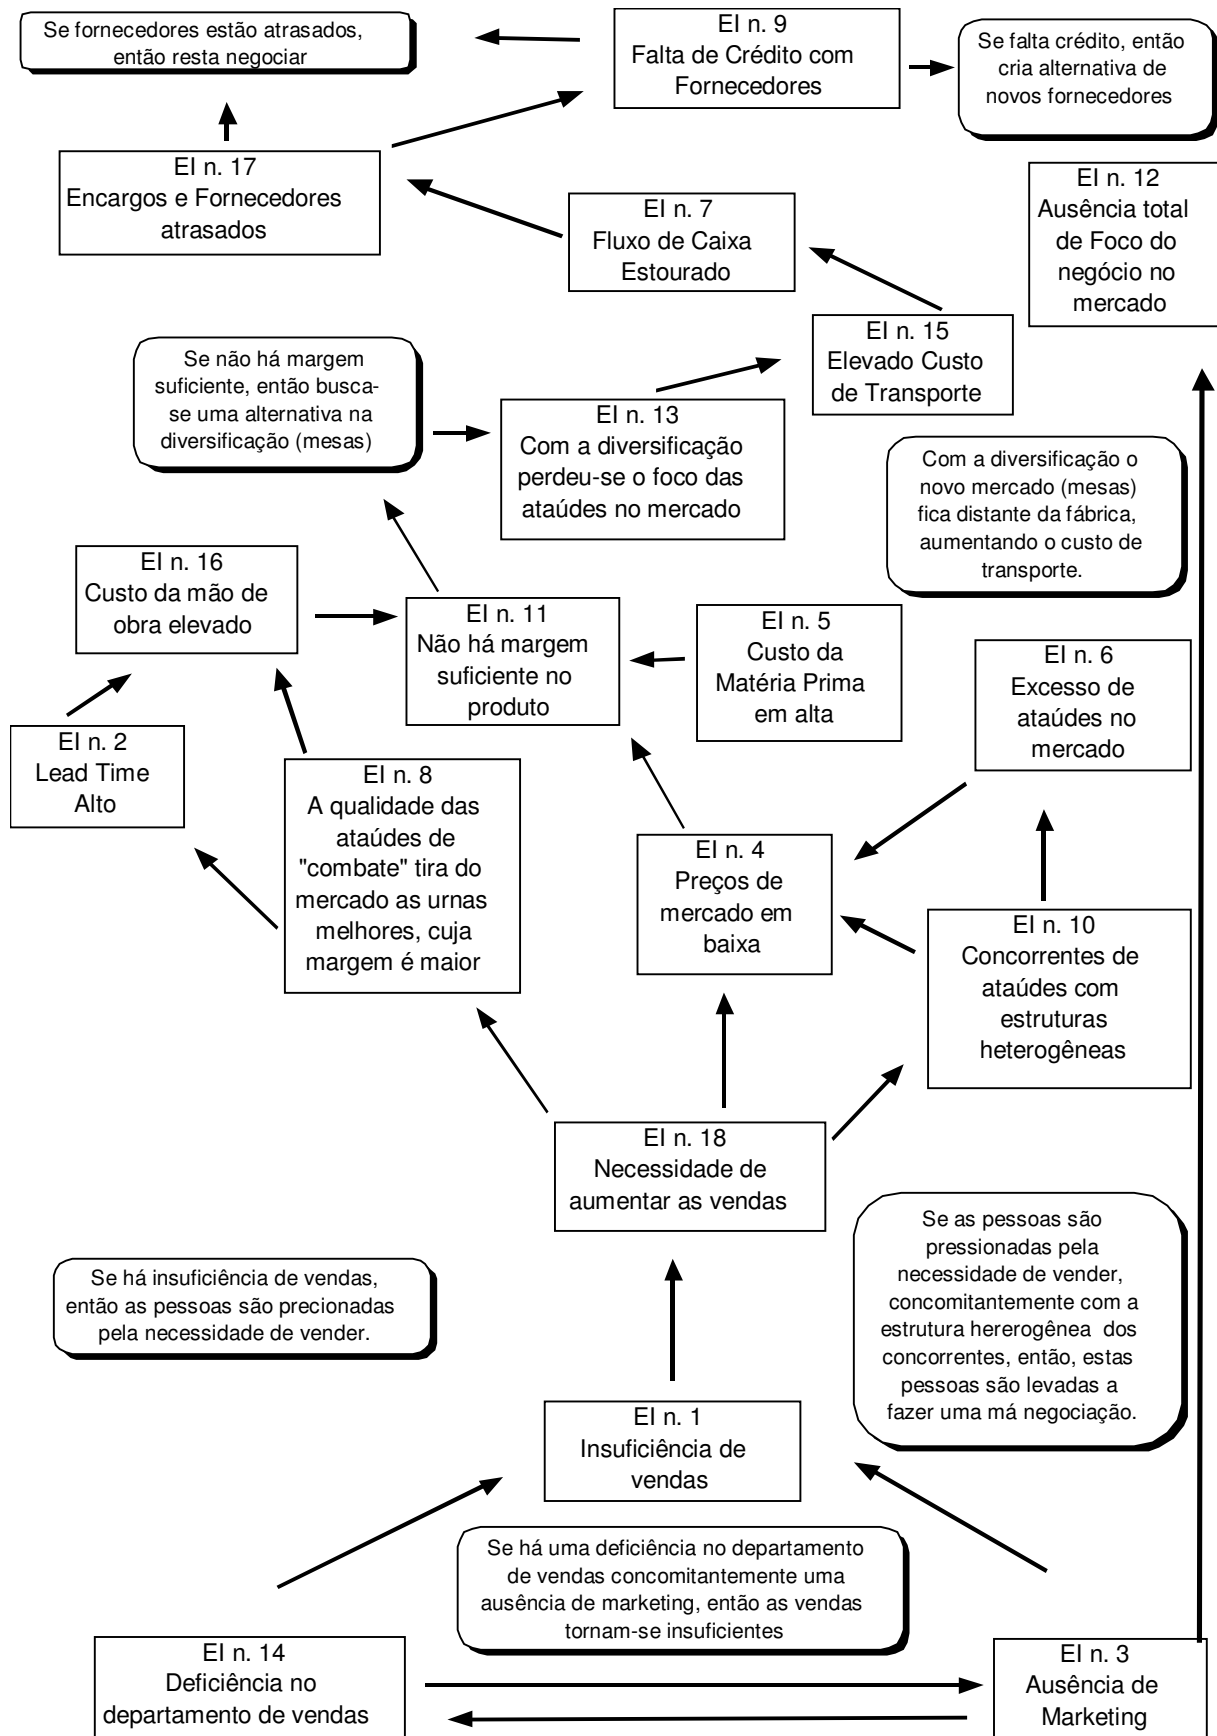 Se fornecedores estão atrasados,
então resta negociar
EI n. 9
Falta de Crédito com
Fornecedores
Se falta crédito, então
cria alternativa de
novos fornecedores
EI n. 17
Encargos e Fornecedores
atrasados
EI n. 7
Fluxo de Caixa
Estourado
EI n. 12
Ausência total
de Foco do
negócio no
mercado
EI n. 15
Elevado Custo
de Transporte
Se não há margem
suficiente, então busca-
se uma alternativa na
diversificação (mesas)
EI n. 13
Com a diversificação
perdeu-se o foco das
ataúdes no mercado
Com a diversificação o
novo mercado (mesas)
fica distante da fábrica,
aumentando o custo de
transporte.
EI n. 16
Custo da mão de
obra elevado
EI n. 11
Não há margem
suficiente no
produto
EI n. 5
Custo da
Matéria Prima
em alta
EI n. 6
Excesso de
ataúdes no
mercado
EI n. 2
Lead Time
Alto
EI n. 8
A qualidade das
ataúdes de
"combate" tira do
mercado as urnas
melhores, cuja
margem é maior
EI n. 4
Preços de
mercado em
baixa
EI n. 10
Concorrentes de
ataúdes com
estruturas
heterogêneas
EI n. 18
Necessidade de
aumentar as vendas
Se as pessoas são
pressionadas pela
necessidade de vender,
concomitantemente com a
estrutura hererogênea dos
concorrentes, então, estas
pessoas são levadas a
fazer uma má negociação.
Se há insuficiência de vendas,
então as pessoas são precionadas
pela necessidade de vender.
EI n. 1
Insuficiência de
vendas
Se há uma deficiência no departamento
de vendas concomitantemente uma
ausência de marketing, então as vendas
tornam-se insuficientes
EI n. 14
Deficiência no
departamento de vendas
EI n. 3
Ausência de
Marketing